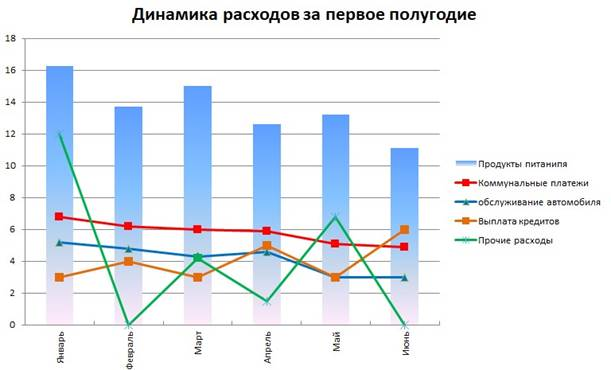 Динамика расходов за первое полугодие
18
16
14
12
10
8
6
4
2
0
Январь
Февраль
Март
Апрель
Май
Июнь
Продукты питанипя
Коммунальные платежи
обслуживание автомобиля
Выплата кредитов
Прочие расходы